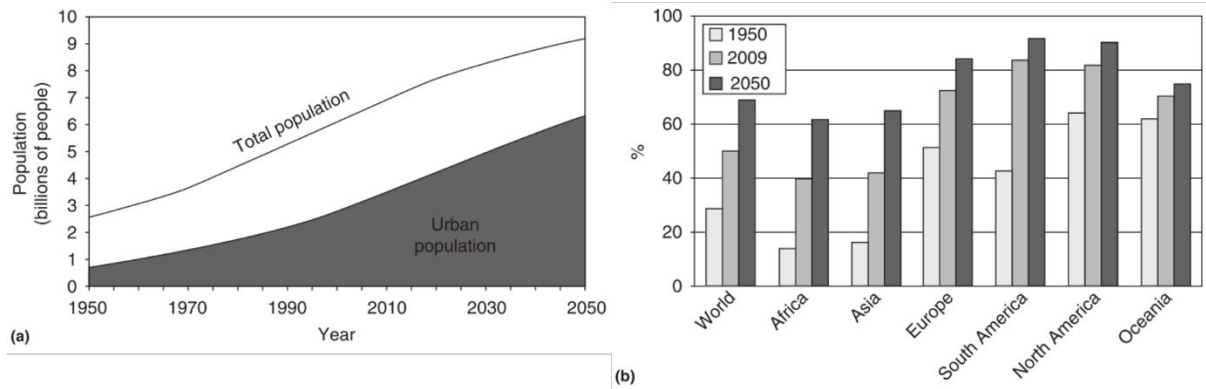 10
9
8
7
6
5
4
3
2
1
0
Population
(billions of people)
Total population
Urban
population
1950
1970
1990
2010
2030
2050
Year
(a)
100
80
60
40
20
0
%
1950
2009
2050
World
Africa
Asia
Europe
South America
North America
Oceania
(b)